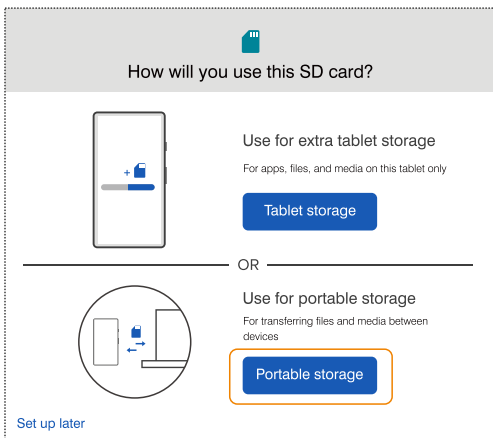 How will you use this SD card?
Use for extra tablet storage
For apps, files, and media on this tablet only
Tablet storage
OR
Use for portable storage
For transferring files and media between
devices
Portable storage
Set up later